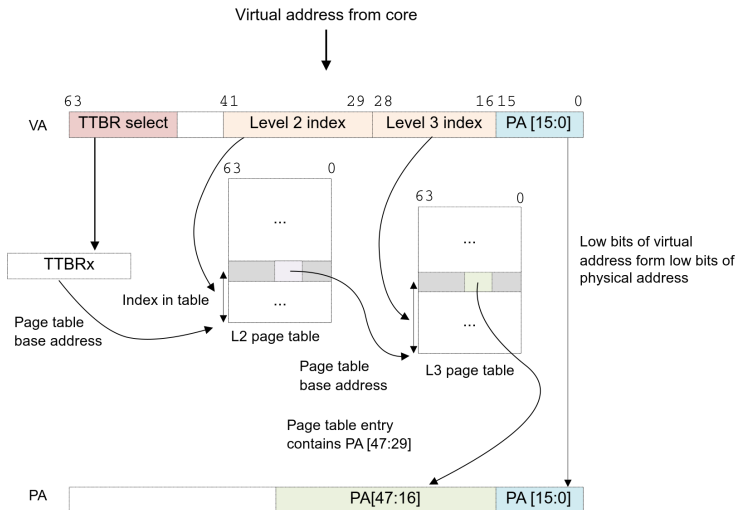 Virtual address from core
63 41 29 28 16 15 0
VA TTBR select Level 2 index Level 3 index PA [15:0]
63 0
63 0
...
...
Low bits of virtual
address form low bits of
physical address
TTBRx
Index in table
...
...
Page table
base address
L2 page table
Page table
base address
L3 page table
Page table entry
contains PA [47:29]
PA PA[47:16] PA [15:0]